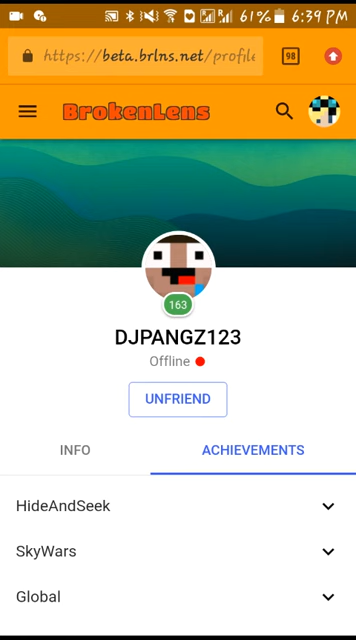 61% 6:39 PM
https://beta.brlns.net/profile
98
BrokenLens
163
DJPANGZ123
Offline
UNFRIEND
INFO
ACHIEVEMENTS
HideAndSeek
SkyWars
Global